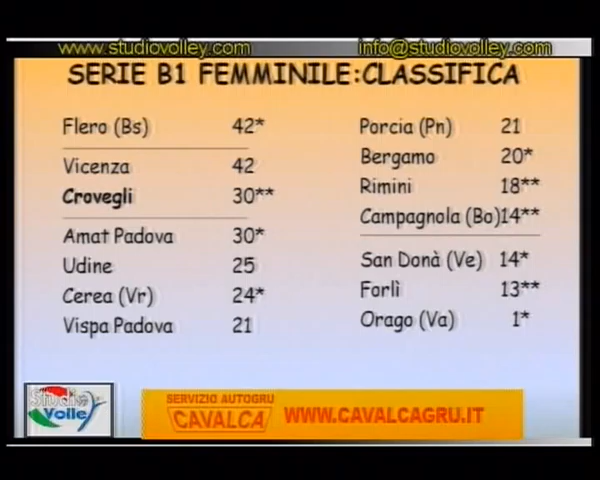 www.studiovolley.com info@studiovolley.com
SERIE B1 FEMMINILE:CLASSIFICA
Flero (Bs) 42*
Vicenza 42
Crovegli 30**
Amat Padova 30*
Udine 25
Cerea (Vr) 24*
Vispa Padova 21
Porcia (Pn) 21
Bergamo 20*
Rimini 18**
Campagnola (Bo)14**
San Donà (Ve) 14*
Forlì 13**
Orago (Va) 1*
Studio
Volley
SERVIZIO AUTOGRU
CAVALCA
WWW.CAVALCAGRU.IT